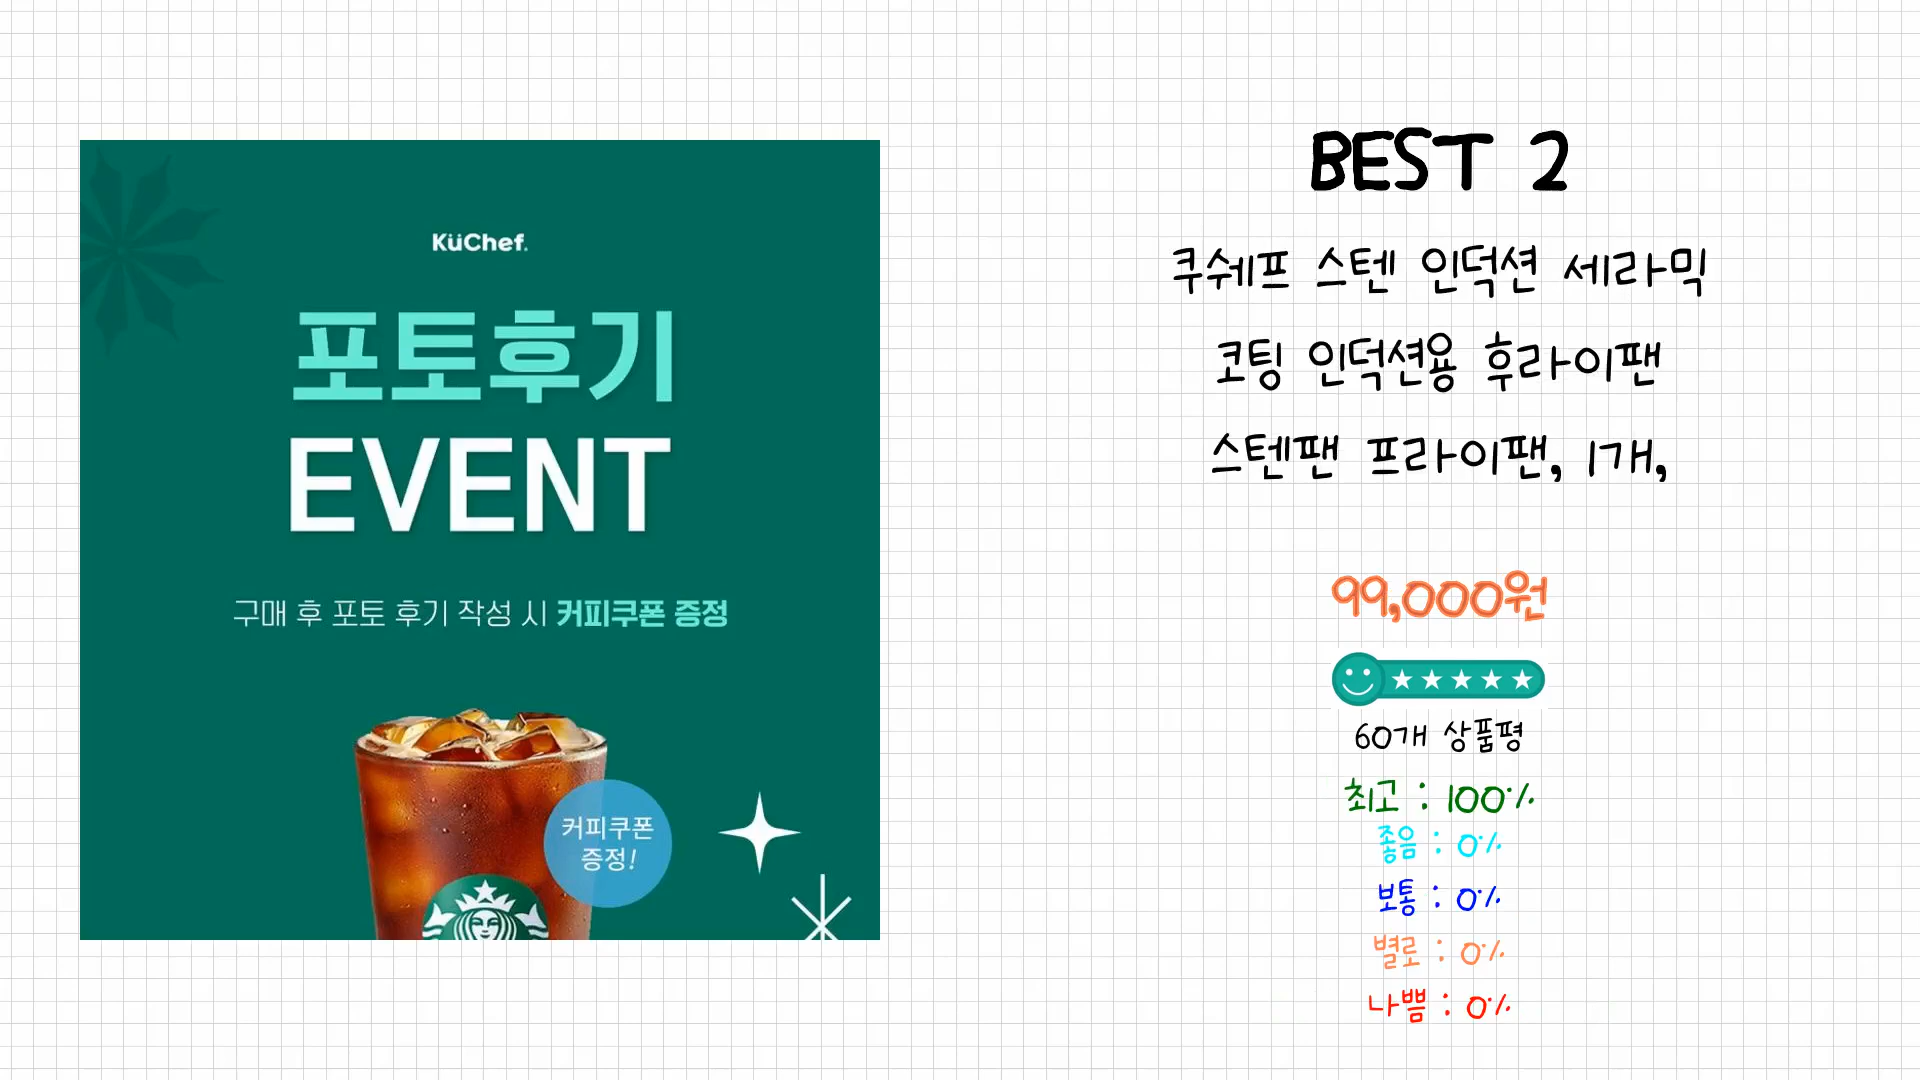 KüChef.
포토후기
EVENT
구매 후 포토 후기 작성 시 커피쿠폰 증정
커피쿠폰
증정!
BEST 2
쿠쉐프 스텐 인덕션 세라믹
코팅 인덕션용 후라이팬
스텐팬 프라이팬, 1개,
99,000원
60개 상품평
최고 : 100%
좋음 : 0%
보통 : 0%
별로 : 0%
나쁨 : 0%